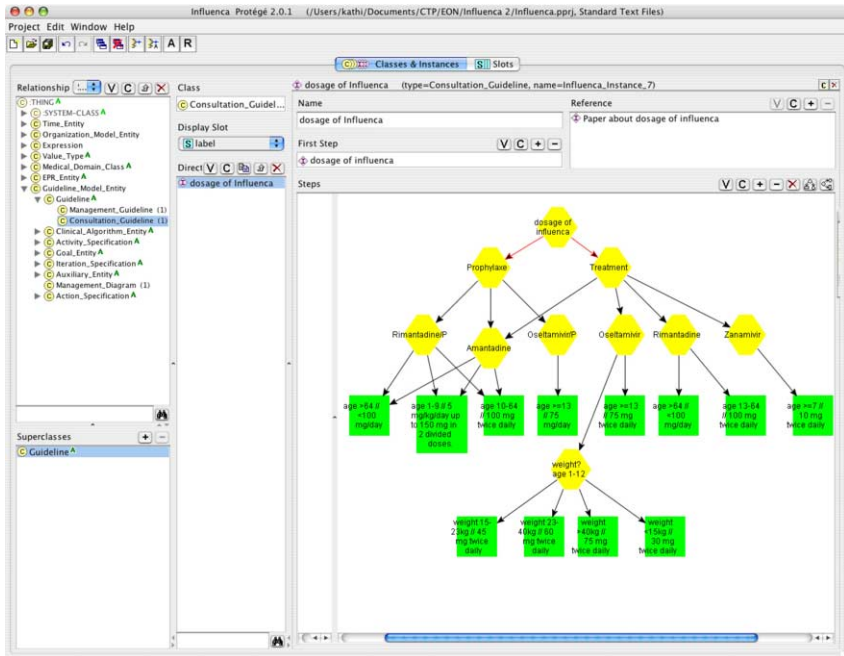 Influenca Protégé 2.0.1 (/Users/kathi/Documents/CTP/EON/Influenca 2/Influenca.pprj, Standard Text Files)
Project Edit Window Help
A R
Classes & Instances
S Slots
Relationship
V C
C :THING A
C :SYSTEM-CLASS A
C Time_Entity
C Organization_Model_Entity
C Expression
C Value_Type A
C Medical_Domain_Class A
C EPR_Entity A
C Guideline_Model_Entity
C Guideline A
C Management_Guideline (1)
C Consultation_Guideline (1)
C Clinical_Algorithm_Entity A
C Activity_Specification A
C Goal_Entity A
C Iteration_Specification A
C Auxiliary_Entity A
C Management_Diagram (1)
C Action_Specification A
Superclasses
+ −
C Guideline A
Class
C Consultation_Guidel...
Display Slot
S label
Direct
V C
dosage of Influenca
dosage of Influenca (type=Consultation_Guideline, name=Influenca_Instance_7)
C ×
Name
dosage of Influenca
Reference
V C + −
Paper about dosage of influenca
First Step
V C + −
dosage of influenca
Steps
V C + −
dosage of
influenca
Prophylaxe
Treatment
Rimantadine/P
Amantadine
Oseltamivir/P
Oseltamivir
Rimantadine
Zanamivir
age >64 //
<100
mg/day
age 1-9 // 5
mg/kg/day up
to 150 mg in
2 divided
doses.
age 10-64
// 100 mg
twice daily
age >=13
// 75
mg/day
age >=13
// 75 mg
twice daily
age >64 //
<100
mg/day
age 13-64
// 100 mg
twice daily
age >=7 //
10 mg
twice daily
weight?
age 1-12
weight 15-
23kg // 45
mg twice
daily
weight 23-
40kg // 60
mg twice
daily
weight
>40kg //
75 mg
twice daily
weight
<15kg //
30 mg
twice daily